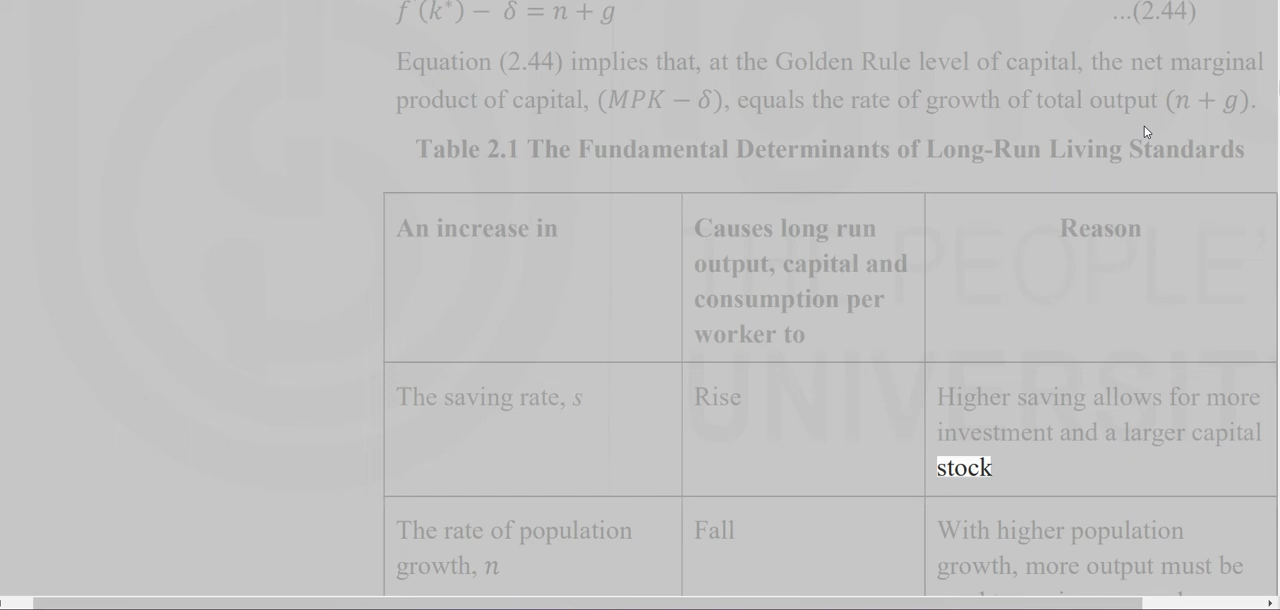 f'(k*) − δ = n + g ...(2.44)
Equation (2.44) implies that, at the Golden Rule level of capital, the net marginal
product of capital, (MPK − δ), equals the rate of growth of total output (n + g).
Table 2.1 The Fundamental Determinants of Long-Run Living Standards
An increase in
Causes long run
output, capital and
consumption per
worker to
Reason
The saving rate, s
Rise
Higher saving allows for more
investment and a larger capital
stock
The rate of population
growth, n
Fall
With higher population
growth, more output must be
THE PEOPLE'
UNIVERSIT